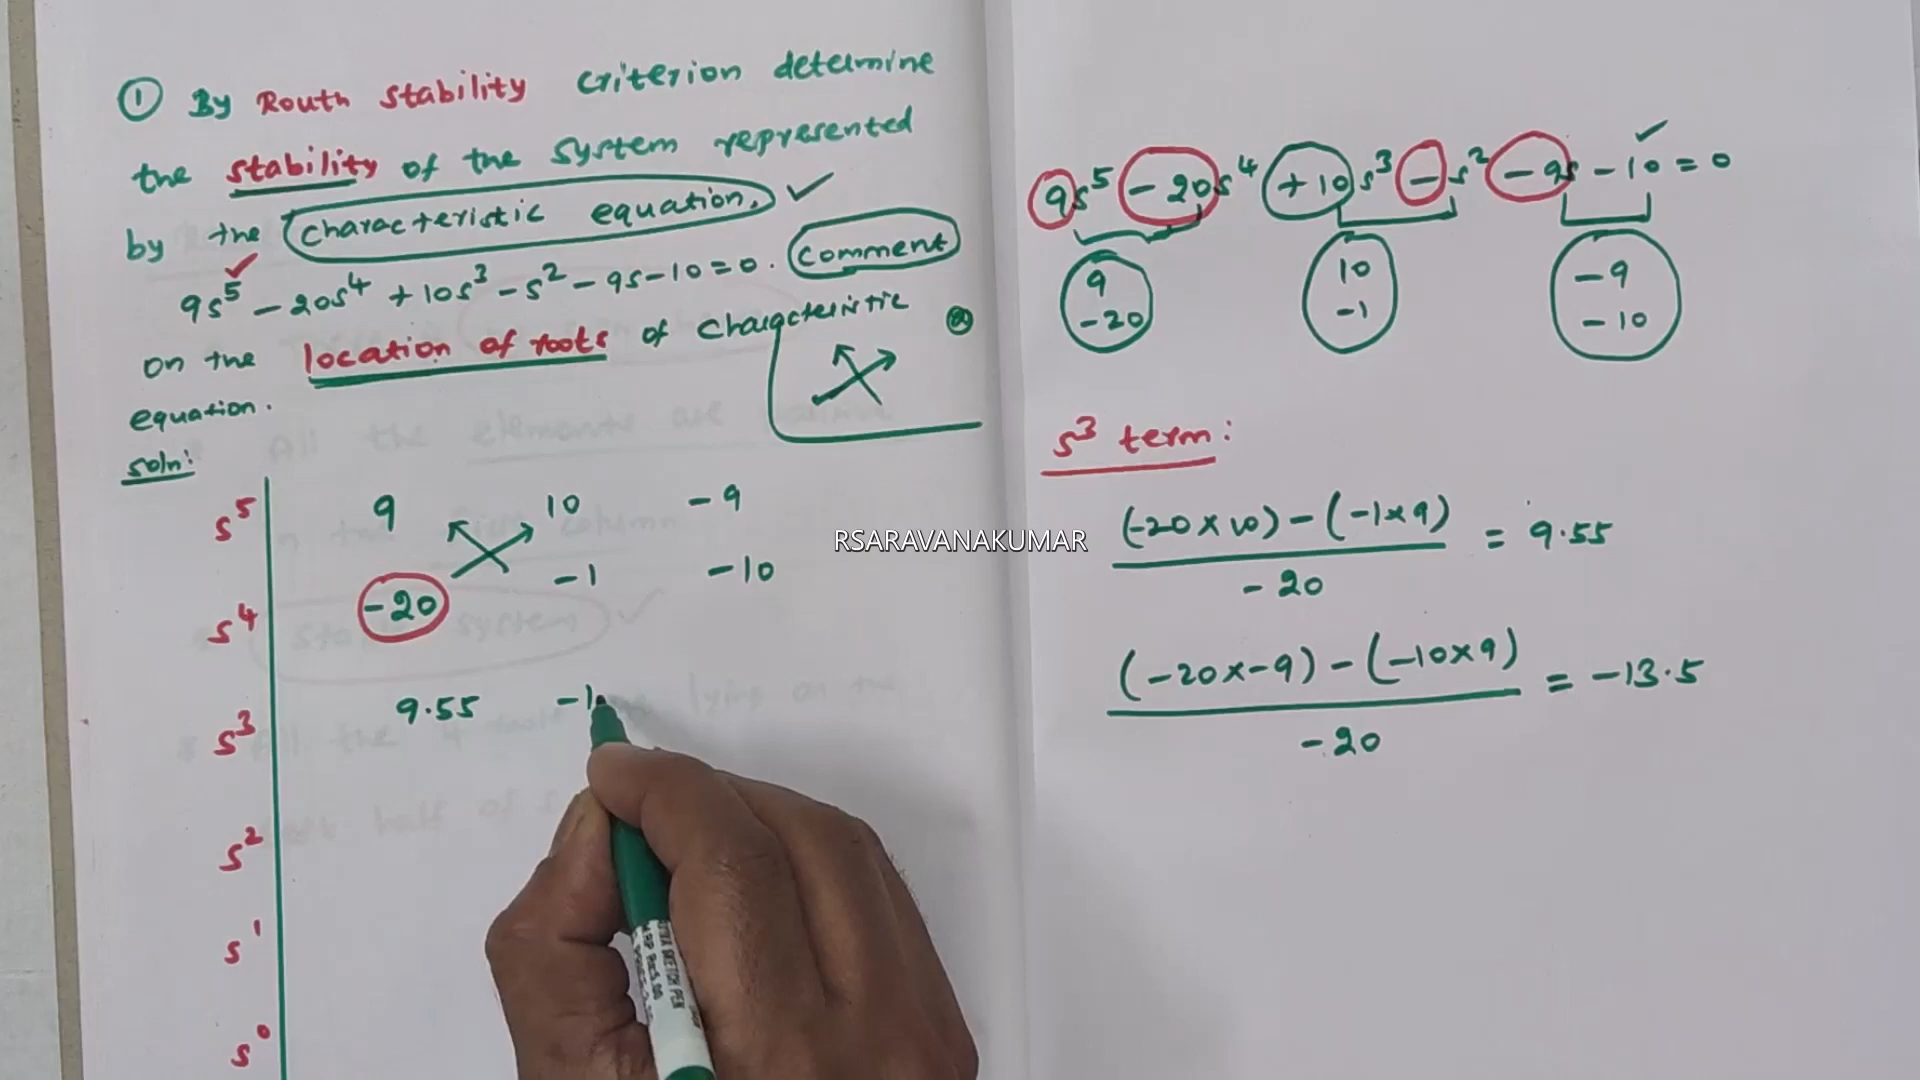 ① By Routh stability criterion determine
the stability of the system represented
by the characteristic equation.
9s⁵ - 20s⁴ + 10s³ - s² - 9s - 10 = 0. Comment
on the location of roots of characteristic
equation.
soln:
s⁵ 9 10 -9
s⁴ -20 -1 -10
s³ 9.55 -1
s²
s¹
s⁰
9s⁵ - 20s⁴ + 10s³ - s² - 9s - 10 = 0
9 10 -9
-20 -1 -10
s³ term:
(-20 x 10) - (-1 x 9) / -20 = 9.55
(-20 x -9) - (-10 x 9) / -20 = -13.5
RSARAVANAKUMAR